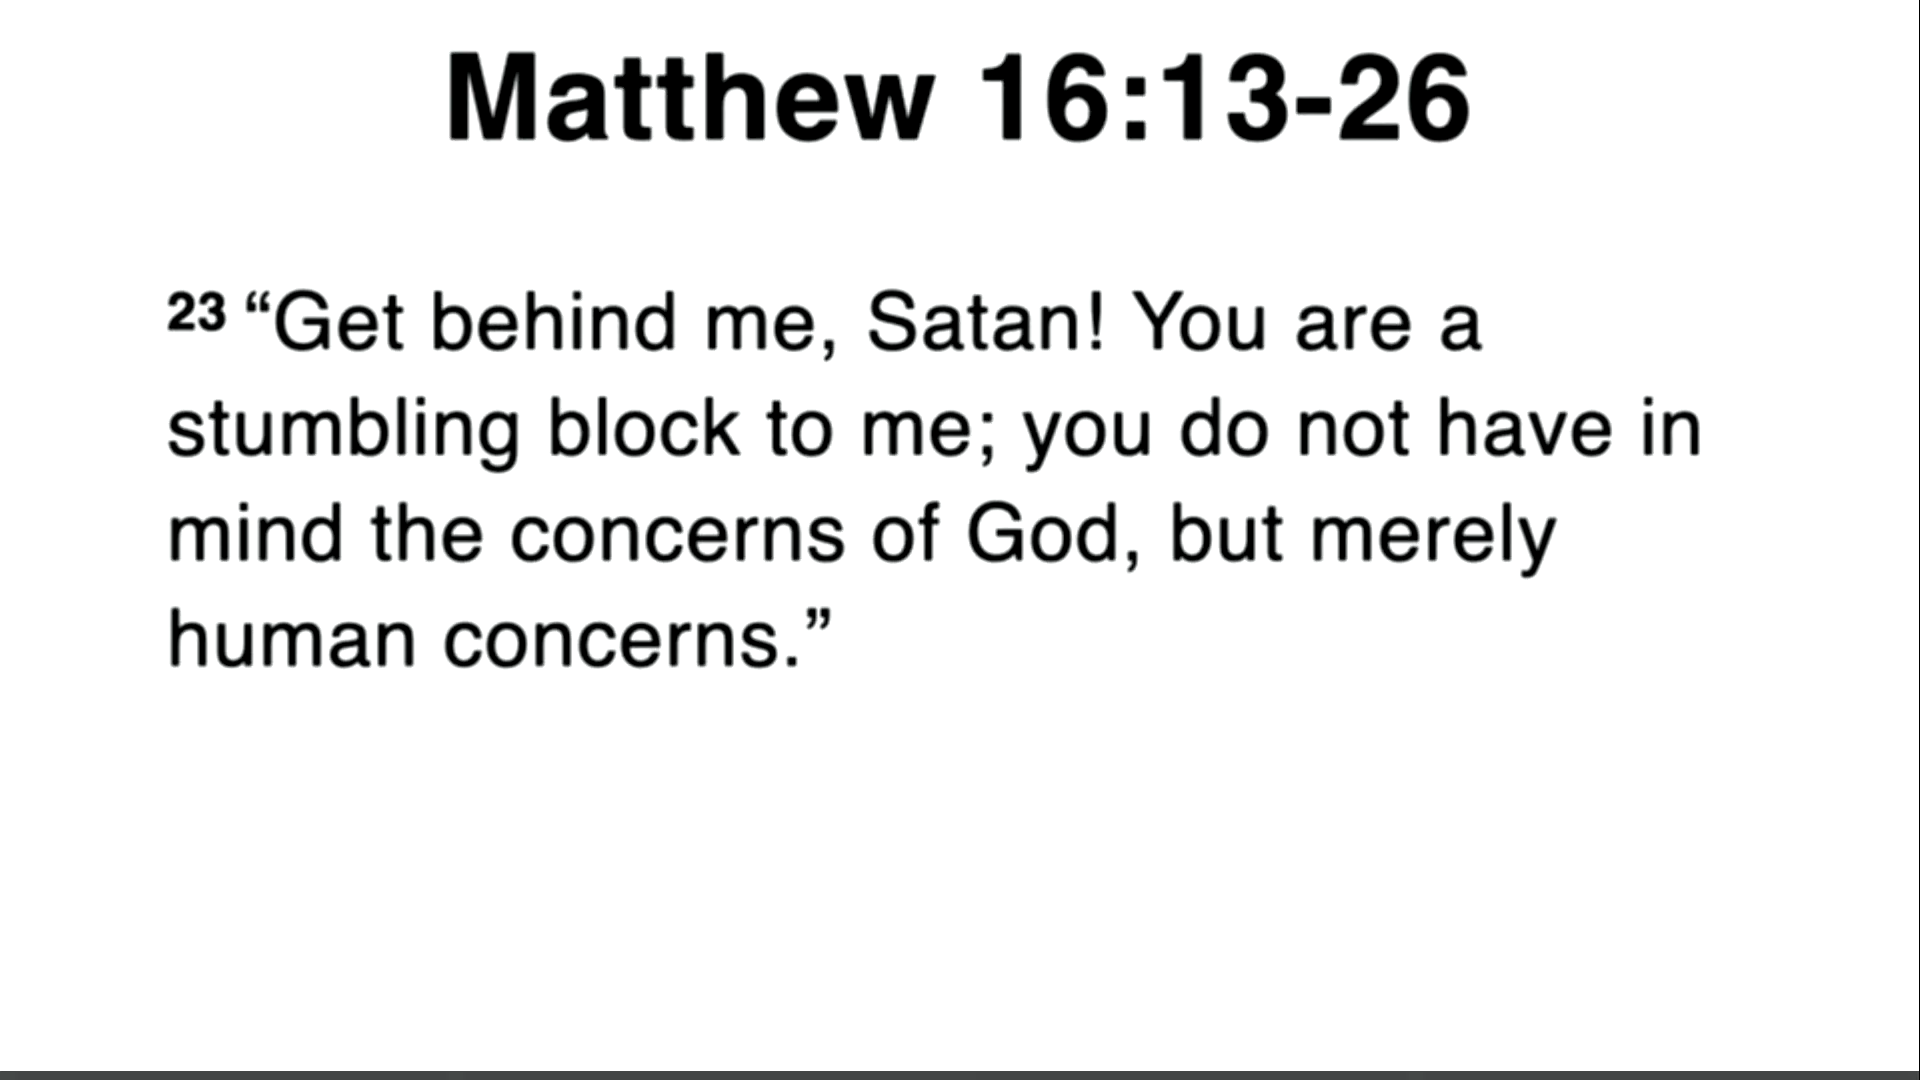 Matthew 16:13-26
23 “Get behind me, Satan! You are a
stumbling block to me; you do not have in
mind the concerns of God, but merely
human concerns.”